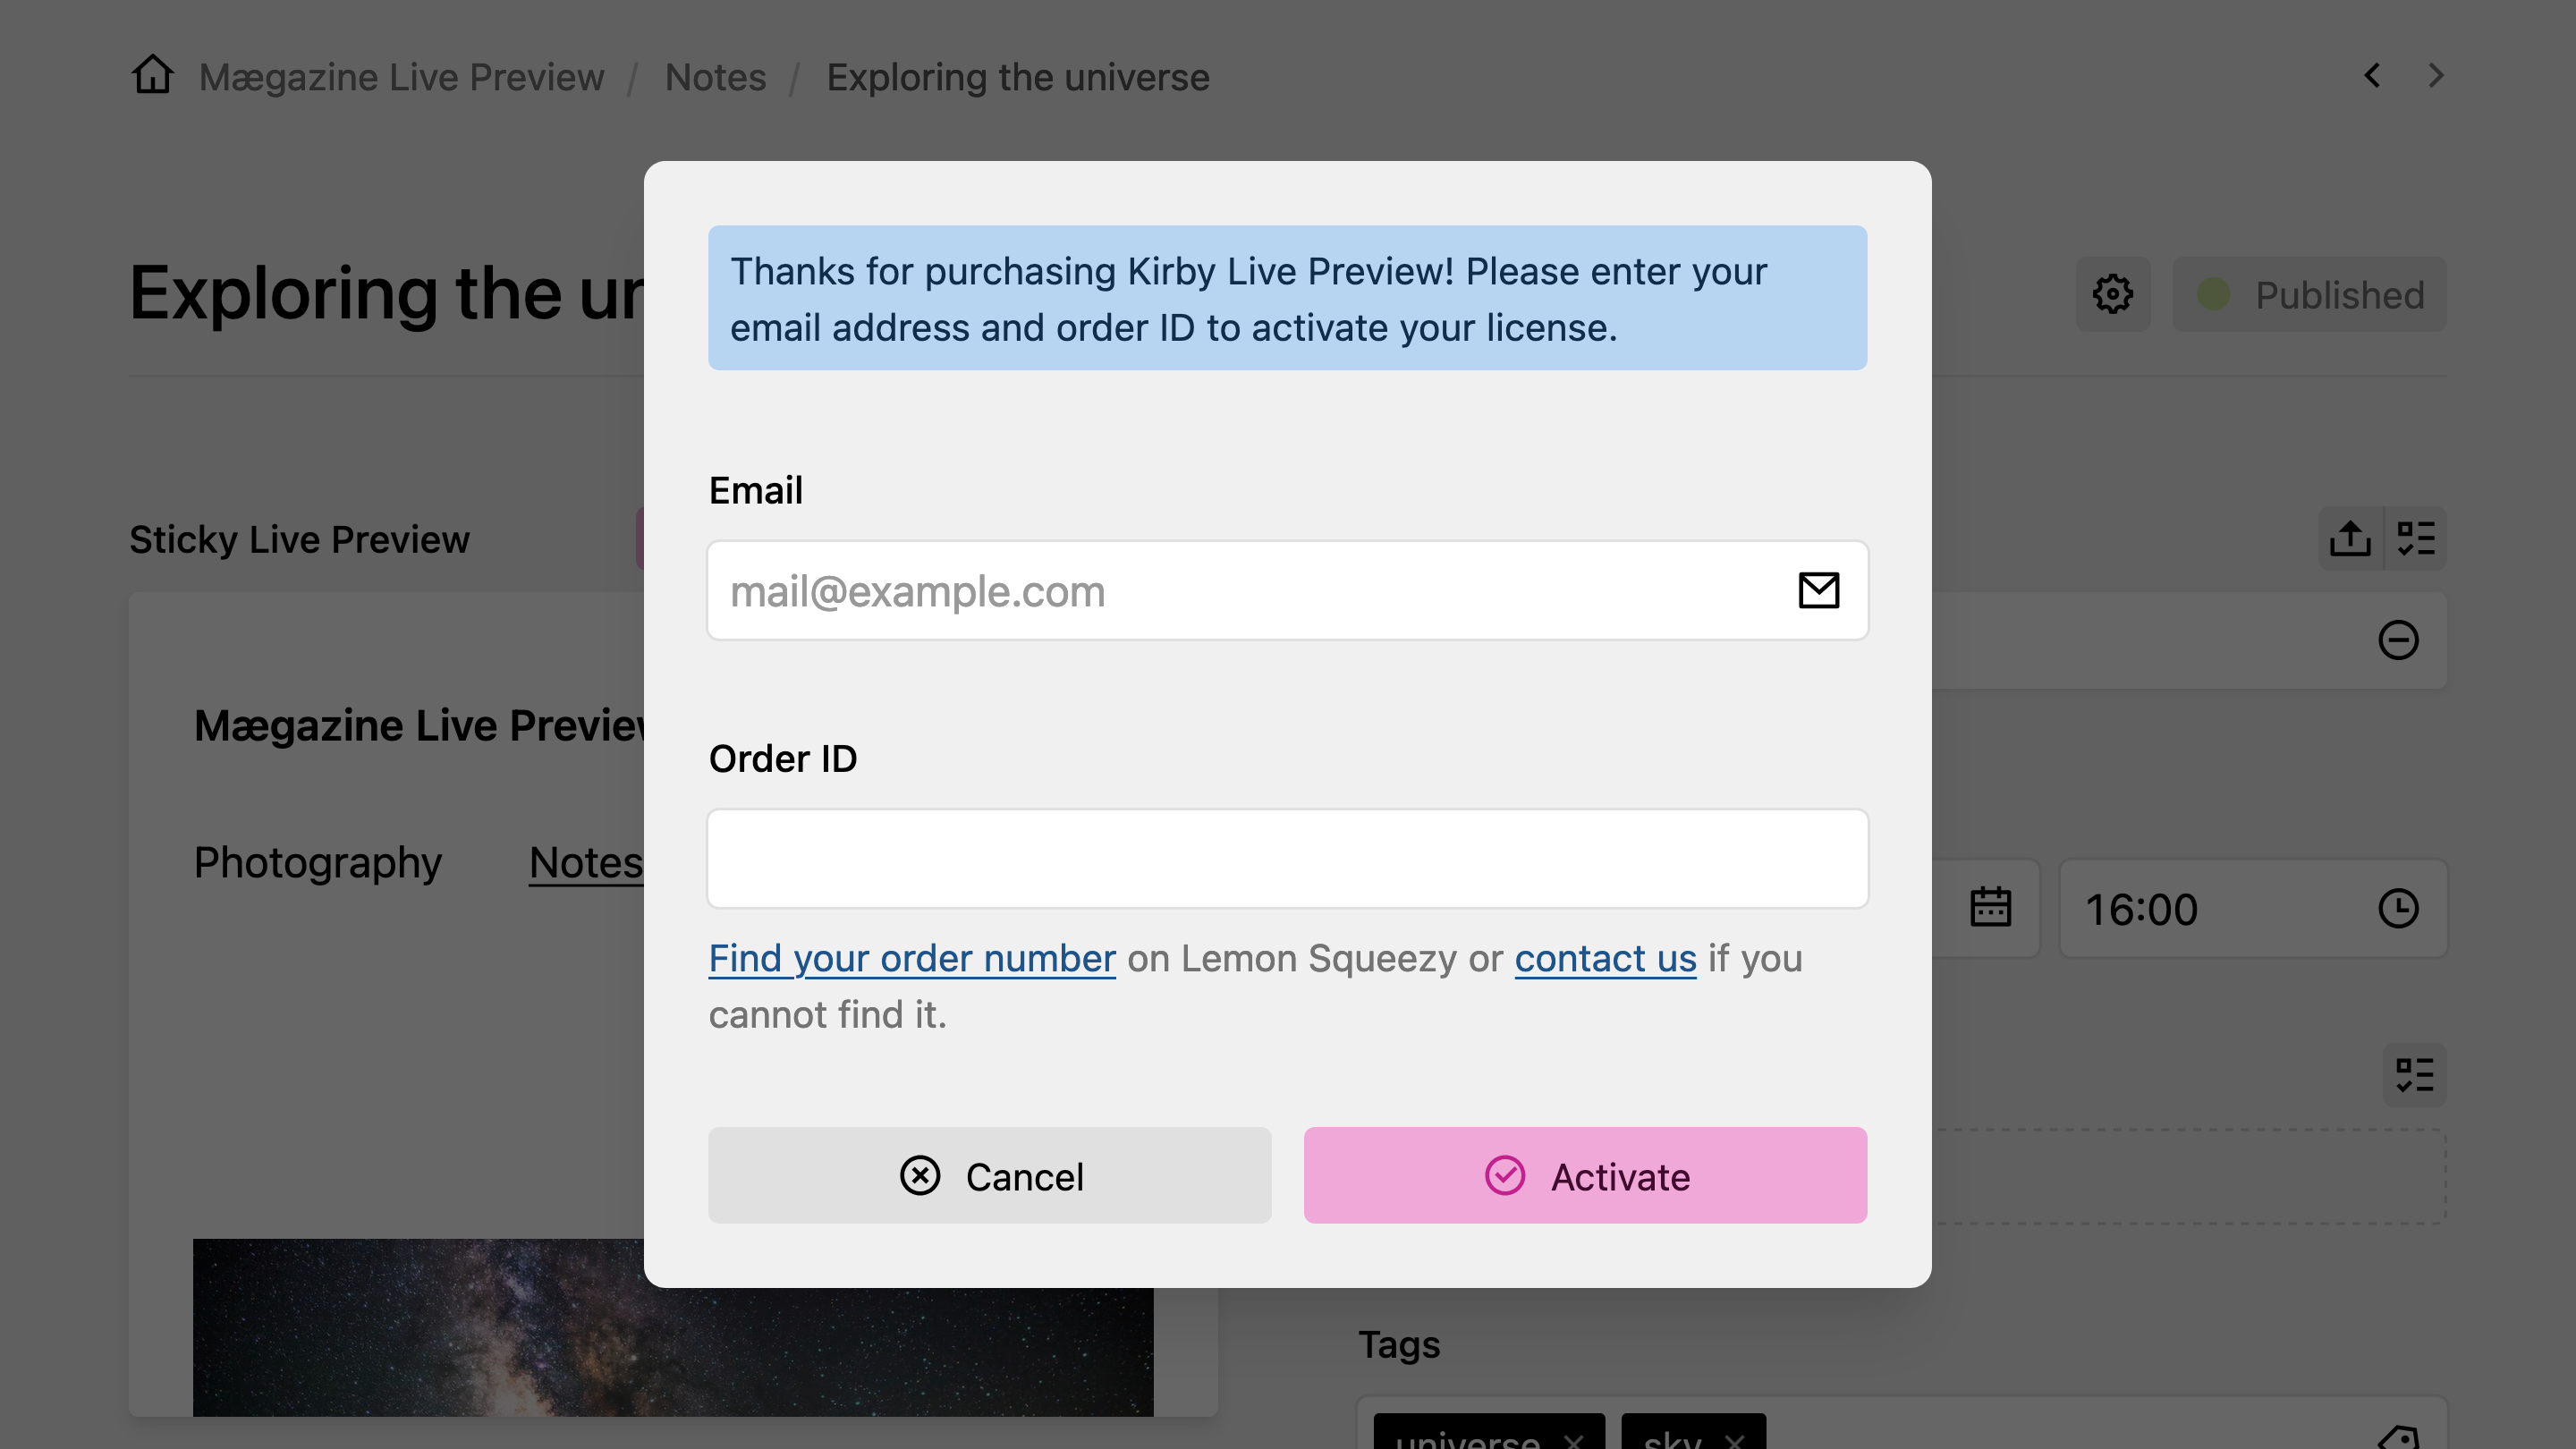 Mægazine Live Preview / Notes / Exploring the universe
Exploring the un
Published
Thanks for purchasing Kirby Live Preview! Please enter your
email address and order ID to activate your license.
Sticky Live Preview
Email
mail@example.com
Mægazine Live Preview
Order ID
Photography Notes
16:00
Find your order number on Lemon Squeezy or contact us if you
cannot find it.
Cancel
Activate
Tags
universe
sky